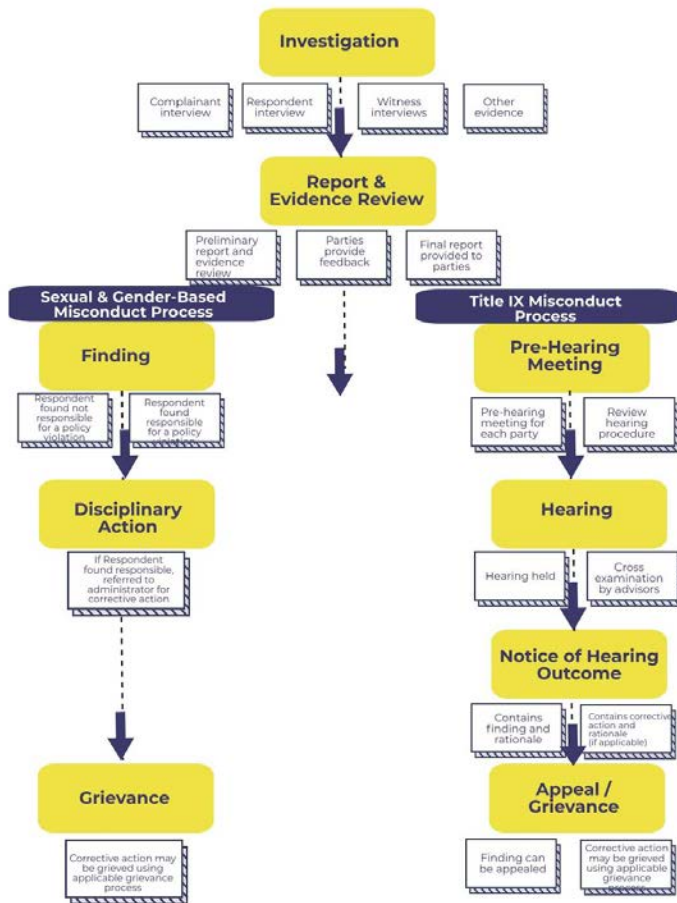 Investigation
Complainant
interview
Respondent
interview
Witness
interviews
Other
evidence
Report &
Evidence Review
Preliminary
report and
evidence
review
Parties
provide
feedback
Final report
provided to
parties
Sexual & Gender-Based
Misconduct Process
Finding
Respondent
found not
responsible
for a policy
violation
Respondent
found
responsible
for a policy
violation
Disciplinary
Action
If Respondent
found responsible,
referred to
administrator for
corrective action
Grievance
Corrective action may
be grieved using
applicable grievance
process
Title IX Misconduct
Process
Pre-Hearing
Meeting
Pre-hearing
meeting for
each party
Review
hearing
procedure
Hearing
Hearing held
Cross
examination
by advisors
Notice of Hearing
Outcome
Contains
finding and
rationale
Contains corrective
action and
rationale
(if applicable)
Appeal /
Grievance
Finding can
be appealed
Corrective action
may be grieved
using applicable
grievance
process